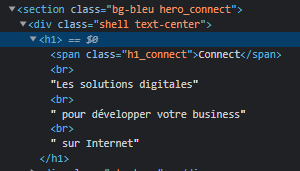 ▼<section class="bg-bleu hero_connect">
▼<div class="shell text-center">
▼<h1> == $0
<span class="h1_connect">Connect</span>
<br>
"Les solutions digitales"
<br>
" pour développer votre business"
<br>
" sur Internet"
</h1>